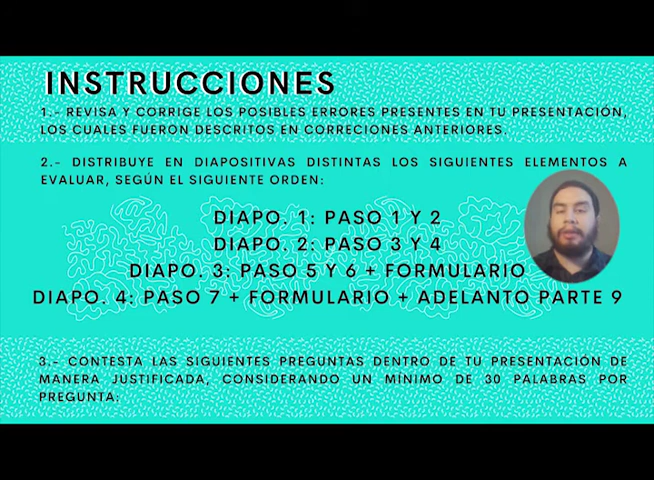 INSTRUCCIONES
1.- REVISA Y CORRIGE LOS POSIBLES ERRORES PRESENTES EN TU PRESENTACIÓN,
LOS CUALES FUERON DESCRITOS EN CORRECIONES ANTERIORES.
2.- DISTRIBUYE EN DIAPOSITIVAS DISTINTAS LOS SIGUIENTES ELEMENTOS A
EVALUAR, SEGÚN EL SIGUIENTE ORDEN:
DIAPO. 1: PASO 1 Y 2
DIAPO. 2: PASO 3 Y 4
DIAPO. 3: PASO 5 Y 6 + FORMULARIO
DIAPO. 4: PASO 7 + FORMULARIO + ADELANTO PARTE 9
3.- CONTESTA LAS SIGUIENTES PREGUNTAS DENTRO DE TU PRESENTACIÓN DE
MANERA JUSTIFICADA, CONSIDERANDO UN MÍNIMO DE 30 PALABRAS POR
PREGUNTA: